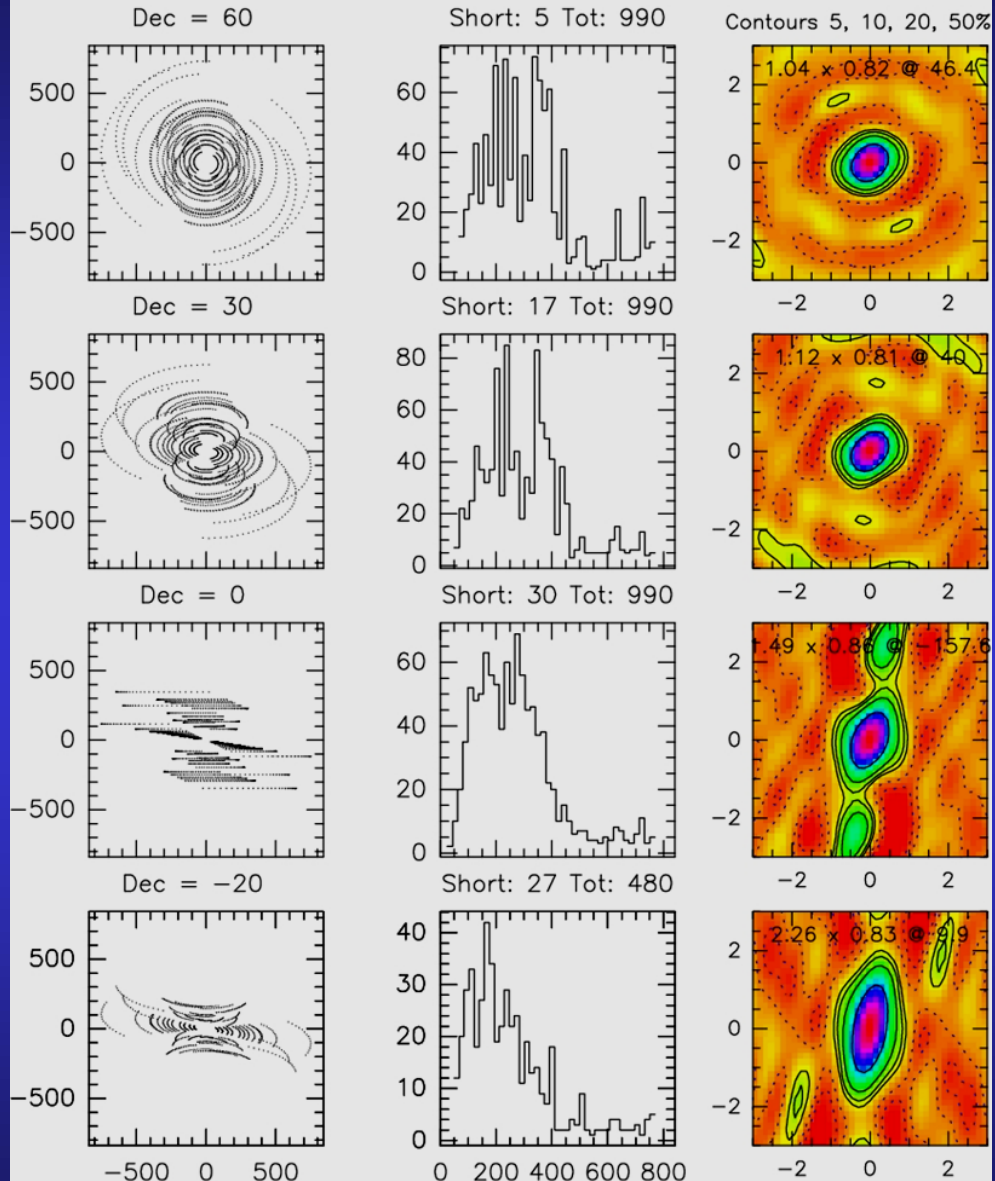 Dec = 60
Short: 5 Tot: 990
Contours 5, 10, 20, 50%
500
0
−500
60
40
20
0
1.04 x 0.82 @ 46.4
2
0
−2
−2 0 2
Dec = 30
Short: 17 Tot: 990
500
0
−500
80
60
40
20
0
1.12 x 0.81 @ 40
2
0
−2
−2 0 2
Dec = 0
Short: 30 Tot: 990
500
0
−500
60
40
20
0
1.49 x 0.86 @ −157.6
2
0
−2
−2 0 2
Dec = −20
Short: 27 Tot: 480
500
0
−500
−500 0 500
40
30
20
10
0
0 200 400 600 800
2.26 x 0.83 @ 9.9
2
0
−2
−2 0 2